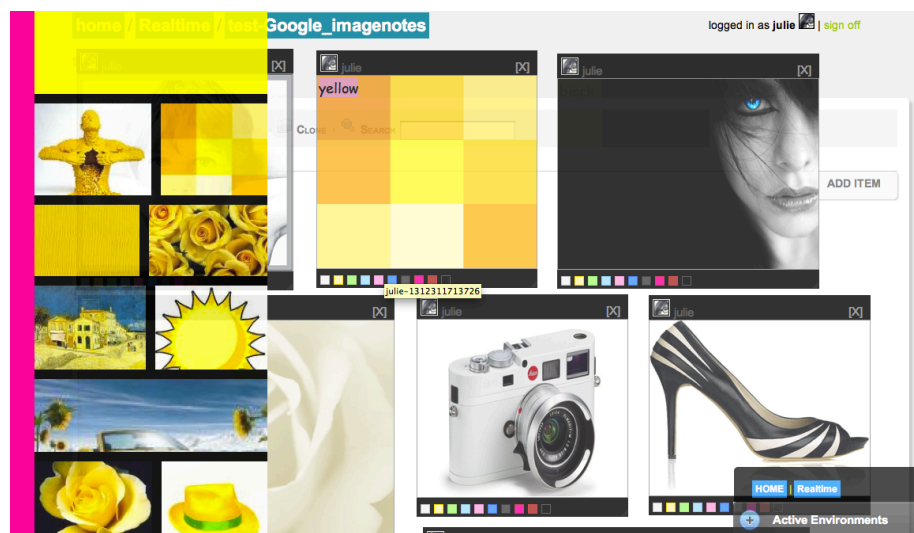 home / Realtime / test-Google_imagenotes
logged in as julie | sign off
julie [X]
julie [X]
julie [X]
yellow
CLONE SEARCH
ADD ITEM
julie-1312311713726
[X]
julie [X]
julie [X]
HOME | Realtime
Active Environments